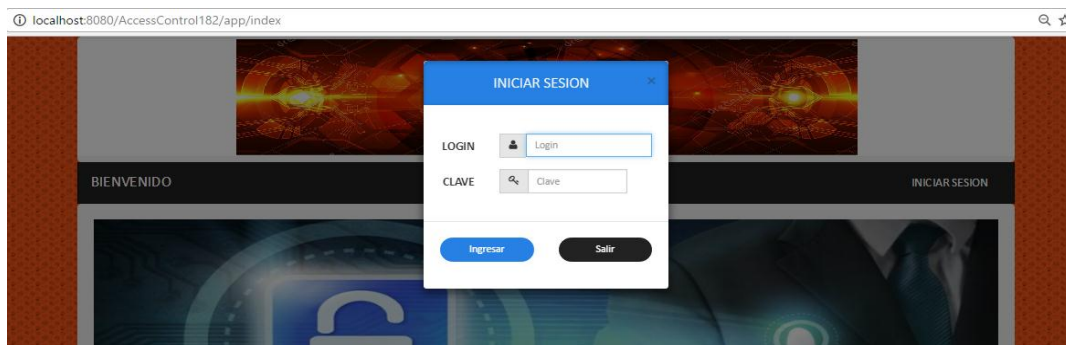 localhost:8080/AccessControl182/app/index
INICIAR SESION ×
LOGIN Login
CLAVE Clave
BIENVENIDO
INICIAR SESION
Ingresar Salir